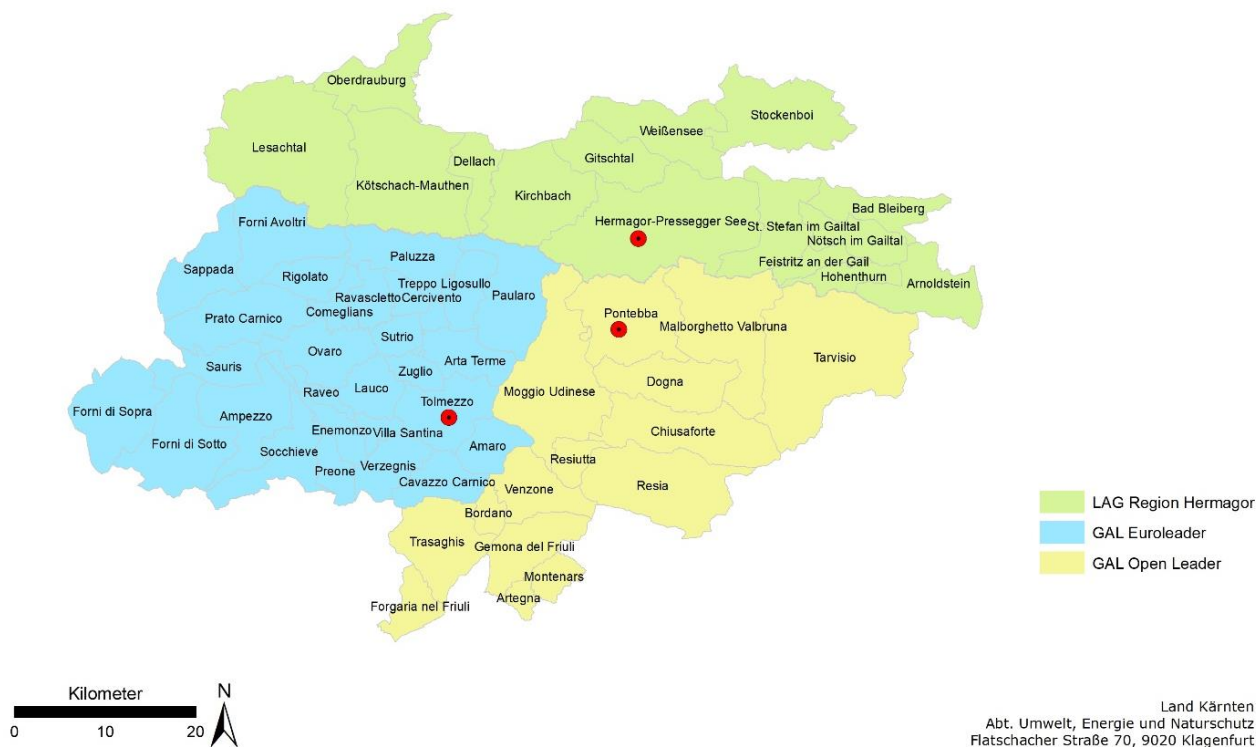 Oberdrauburg
Stockenboi
Weißensee
Lesachtal
Dellach
Gitschtal
Kötschach-Mauthen
Kirchbach
Bad Bleiberg
Forni Avoltri
Hermagor-Pressegger See
St. Stefan im Gailtal
Nötsch im Gailtal
Paluzza
Feistritz an der Gail
Sappada
Rigolato
Treppo Ligosullo
Hohenthurn
Arnoldstein
Ravascletto
Cercivento
Paularo
Comeglians
Prato Carnico
Pontebba
Malborghetto Valbruna
Sutrio
Ovaro
Arta Terme
Tarvisio
Sauris
Zuglio
Dogna
Raveo
Lauco
Moggio Udinese
Tolmezzo
Forni di Sopra
Ampezzo
Chiusaforte
Enemonzo
Villa Santina
Forni di Sotto
Amaro
Socchieve
Resiutta
Preone
Verzegnis
Cavazzo Carnico
Venzone
Resia
Bordano
Trasaghis
Gemona del Friuli
Montenars
Artegna
Forgaria nel Friuli
LAG Region Hermagor
GAL Euroleader
GAL Open Leader
Kilometer
N
0 10 20
Land Kärnten
Abt. Umwelt, Energie und Naturschutz
Flatschacher Straße 70, 9020 Klagenfurt